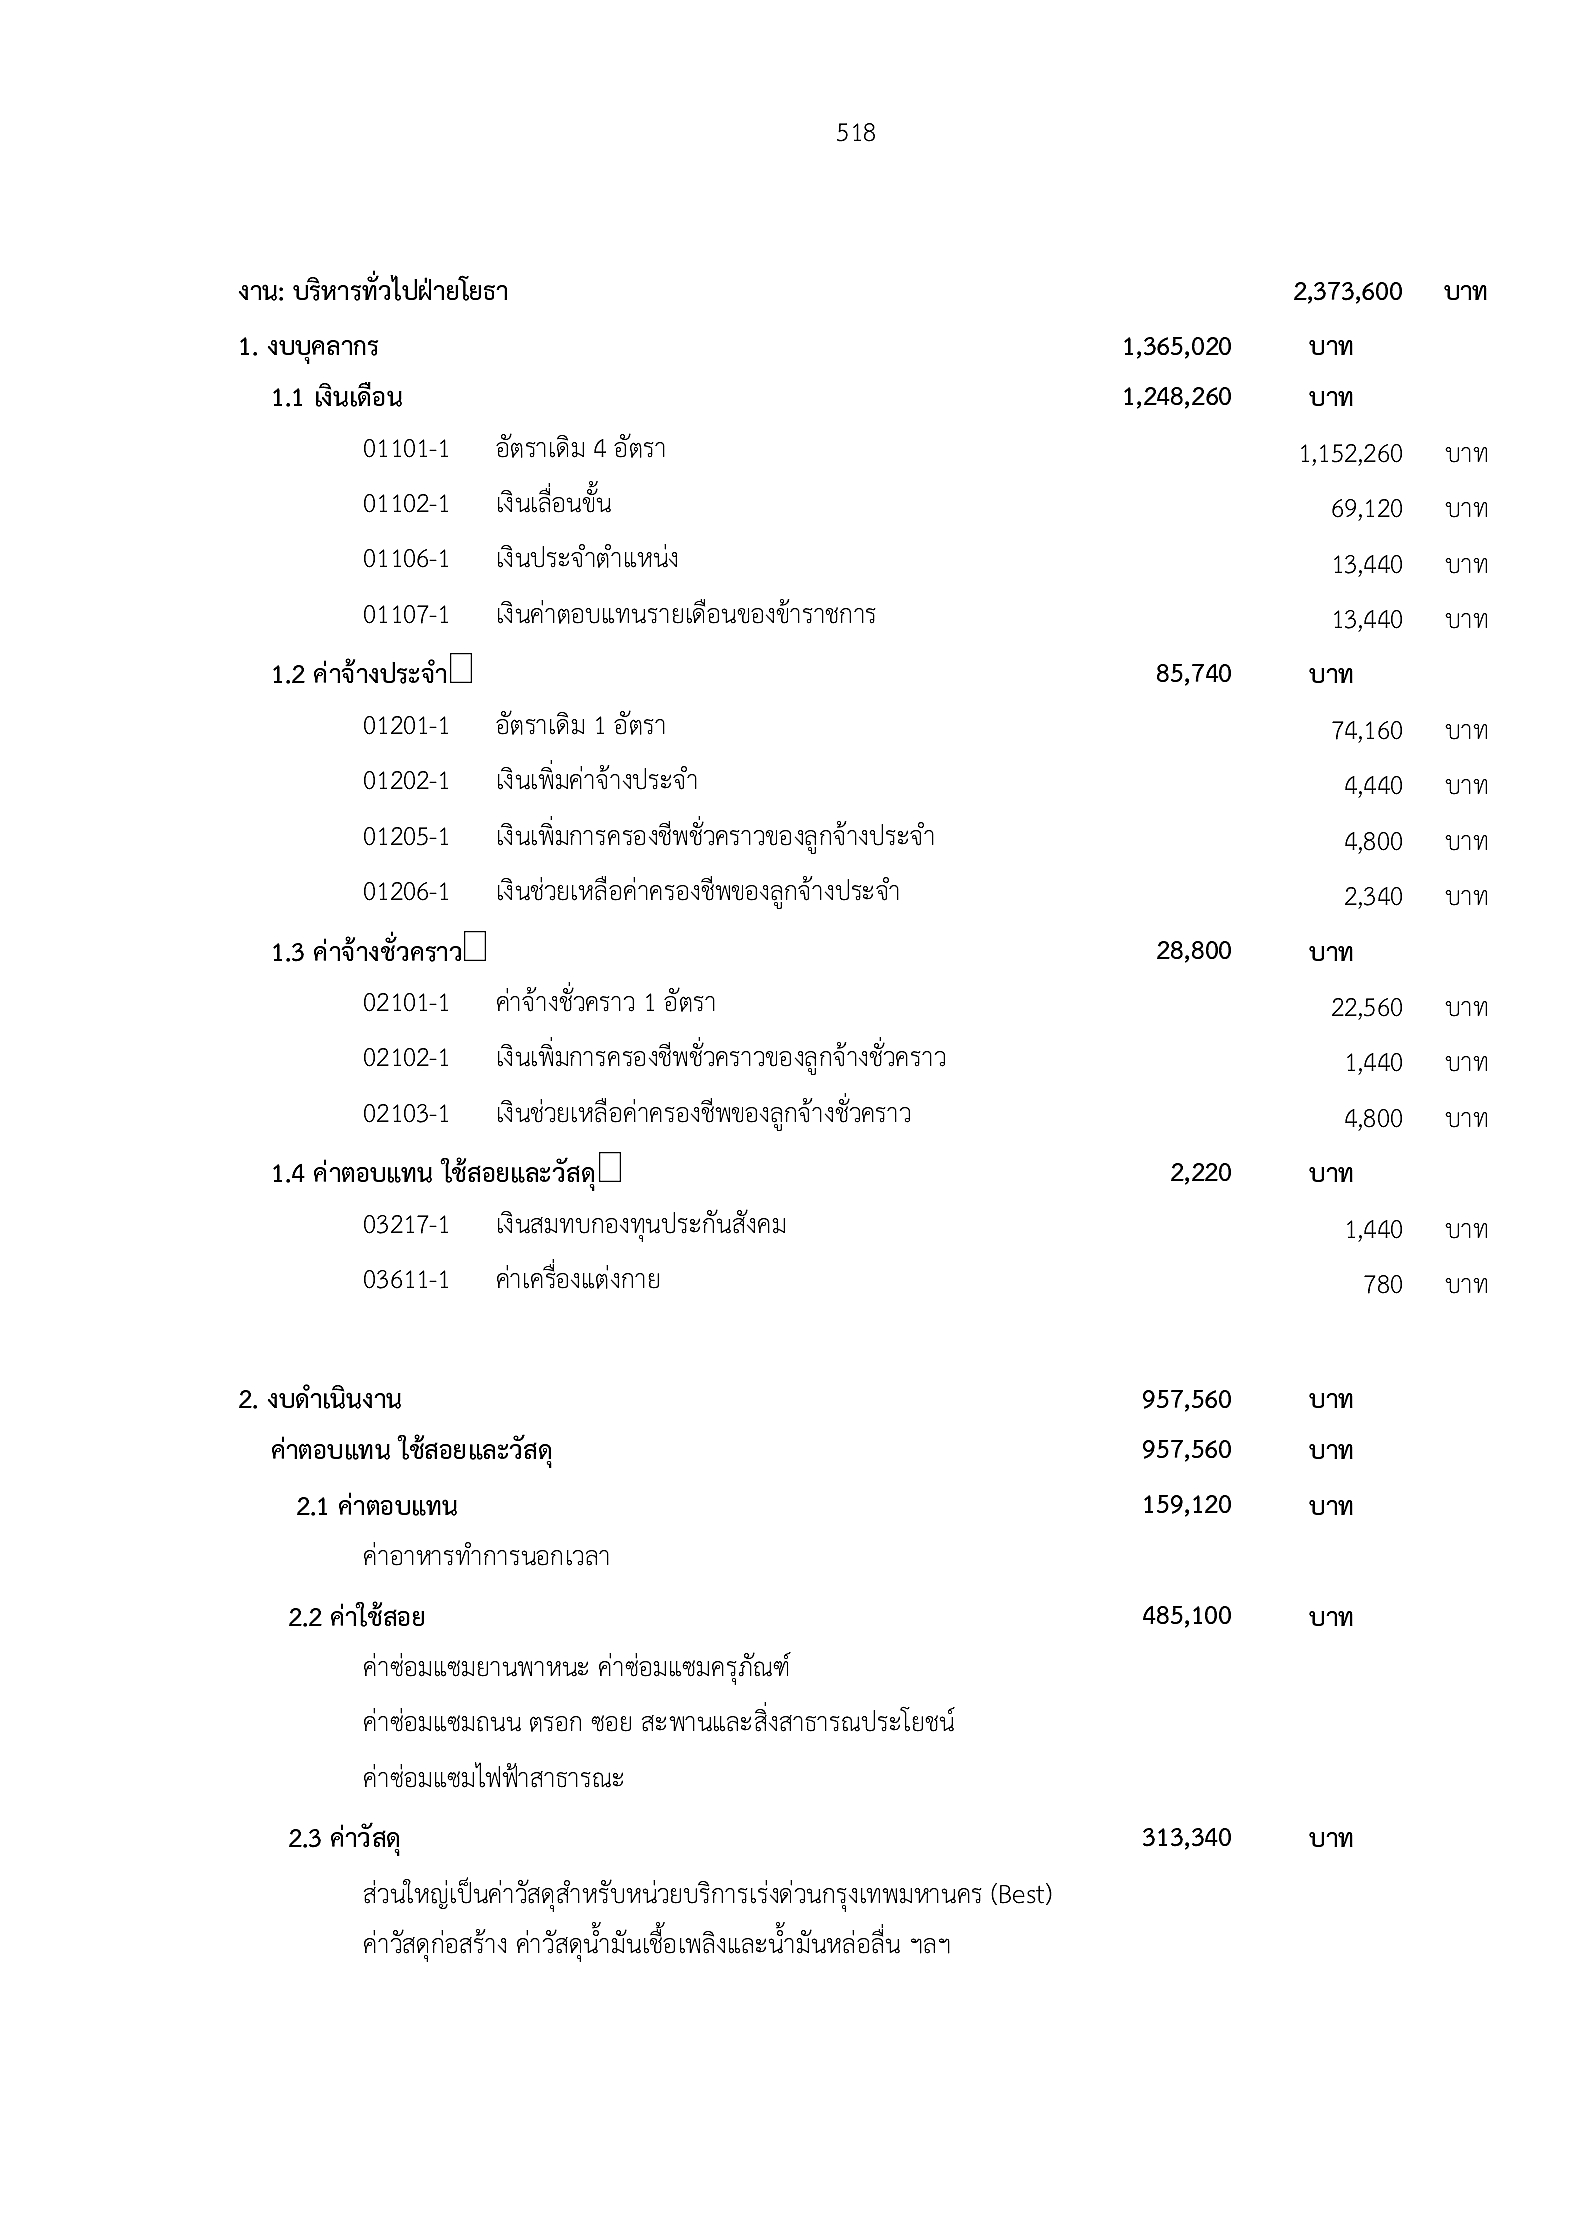 518
งาน: บริหารทั่วไปฝ่ายโยธา 2,373,600 บาท
1. งบบุคลากร 1,365,020 บาท
1.1 เงินเดือน 1,248,260 บาท
01101-1 อัตราเดิม 4 อัตรา 1,152,260 บาท
01102-1 เงินเลื่อนขั้น 69,120 บาท
01106-1 เงินประจำตำแหน่ง 13,440 บาท
01107-1 เงินค่าตอบแทนรายเดือนของข้าราชการ 13,440 บาท
1.2 ค่าจ้างประจำ 85,740 บาท
01201-1 อัตราเดิม 1 อัตรา 74,160 บาท
01202-1 เงินเพิ่มค่าจ้างประจำ 4,440 บาท
01205-1 เงินเพิ่มการครองชีพชั่วคราวของลูกจ้างประจำ 4,800 บาท
01206-1 เงินช่วยเหลือค่าครองชีพของลูกจ้างประจำ 2,340 บาท
1.3 ค่าจ้างชั่วคราว 28,800 บาท
02101-1 ค่าจ้างชั่วคราว 1 อัตรา 22,560 บาท
02102-1 เงินเพิ่มการครองชีพชั่วคราวของลูกจ้างชั่วคราว 1,440 บาท
02103-1 เงินช่วยเหลือค่าครองชีพของลูกจ้างชั่วคราว 4,800 บาท
1.4 ค่าตอบแทน ใช้สอยและวัสดุ 2,220 บาท
03217-1 เงินสมทบกองทุนประกันสังคม 1,440 บาท
03611-1 ค่าเครื่องแต่งกาย 780 บาท
2. งบดำเนินงาน 957,560 บาท
ค่าตอบแทน ใช้สอยและวัสดุ 957,560 บาท
2.1 ค่าตอบแทน 159,120 บาท
ค่าอาหารทำการนอกเวลา
2.2 ค่าใช้สอย 485,100 บาท
ค่าซ่อมแซมยานพาหนะ ค่าซ่อมแซมครุภัณฑ์
ค่าซ่อมแซมถนน ตรอก ซอย สะพานและสิ่งสาธารณประโยชน์
ค่าซ่อมแซมไฟฟ้าสาธารณะ
2.3 ค่าวัสดุ 313,340 บาท
ส่วนใหญ่เป็นค่าวัสดุสำหรับหน่วยบริการเร่งด่วนกรุงเทพมหานคร (Best)
ค่าวัสดุก่อสร้าง ค่าวัสดุน้ำมันเชื้อเพลิงและน้ำมันหล่อลื่น ฯลฯ